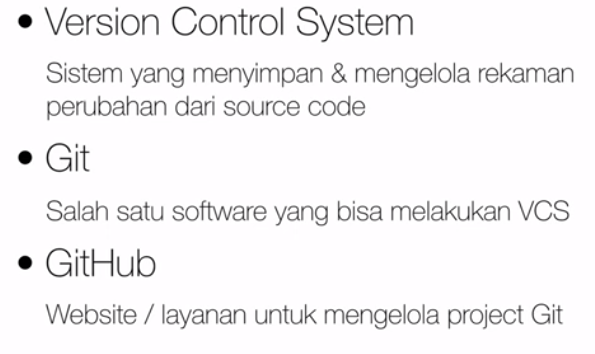 • Version Control System
Sistem yang menyimpan & mengelola rekaman
perubahan dari source code
• Git
Salah satu software yang bisa melakukan VCS
• GitHub
Website / layanan untuk mengelola project Git